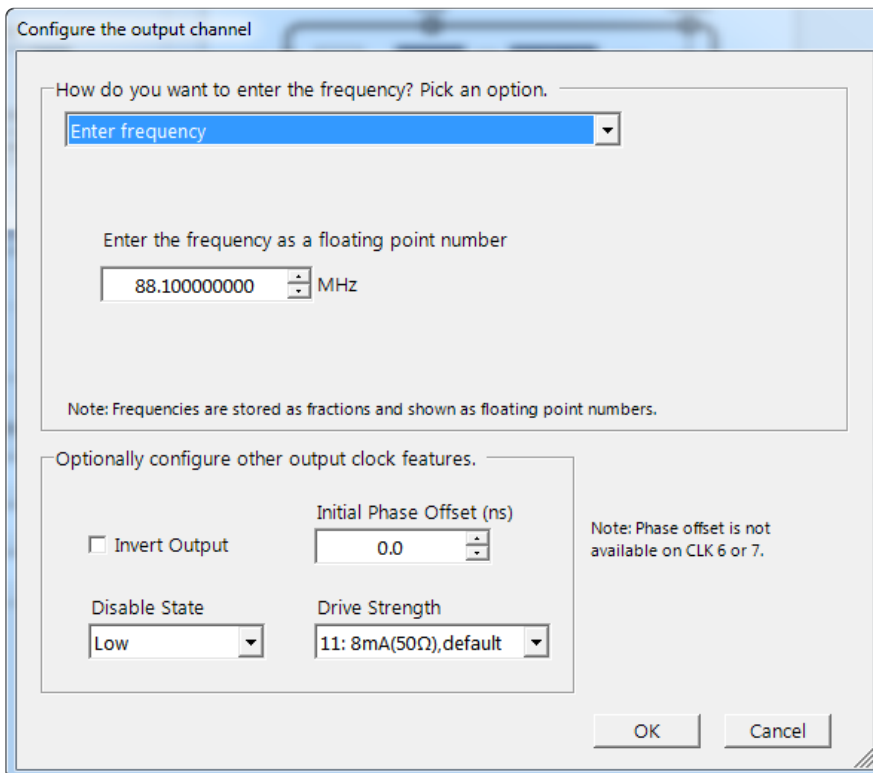 Configure the output channel
How do you want to enter the frequency? Pick an option.
Enter frequency
Enter the frequency as a floating point number
88.100000000 MHz
Note: Frequencies are stored as fractions and shown as floating point numbers.
Optionally configure other output clock features.
Initial Phase Offset (ns)
Invert Output
0.0
Note: Phase offset is not
available on CLK 6 or 7.
Disable State
Drive Strength
Low
11: 8mA(50Ω),default
OK
Cancel